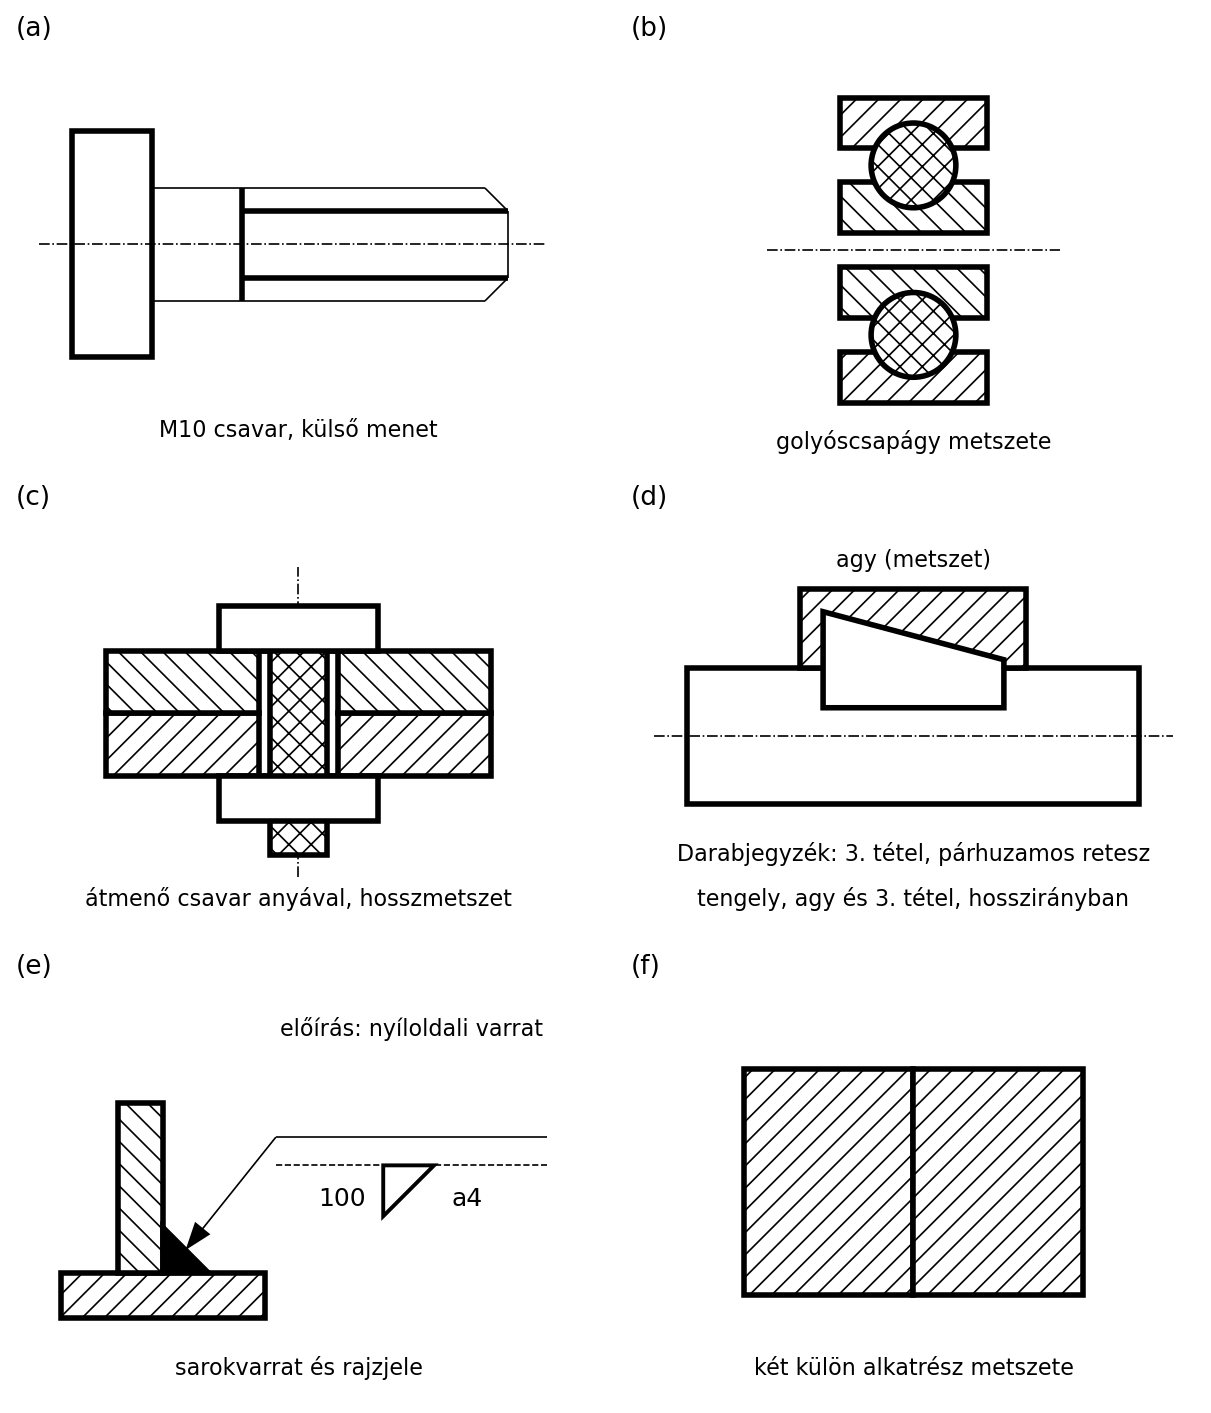 (a)
(b)
M10 csavar, külső menet
golyóscsapágy metszete
(c)
(d)
agy (metszet)
átmenő csavar anyával, hosszmetszet
Darabjegyzék: 3. tétel, párhuzamos retesz
tengely, agy és 3. tétel, hosszirányban
(e)
(f)
előírás: nyíloldali varrat
100
a4
sarokvarrat és rajzjele
két külön alkatrész metszete